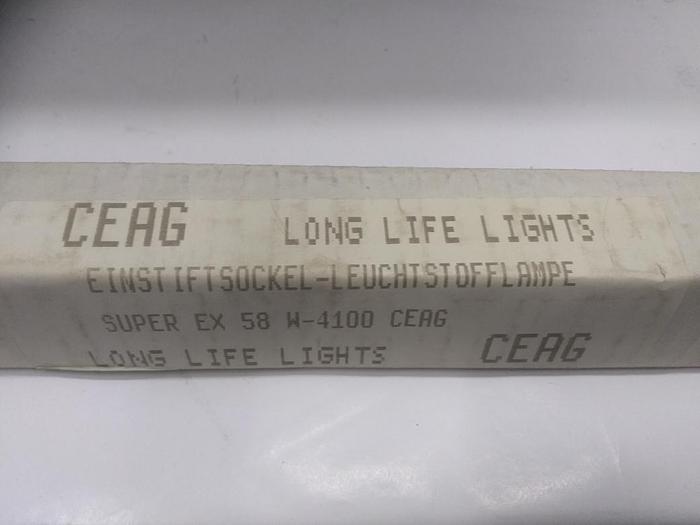 CEAG LONG LIFE LIGHTS
EINSTIFTSOCKEL-LEUCHTSTOFFLAMPE
SUPER EX 58 W-4100 CEAG
LONG LIFE LIGHTS CEAG